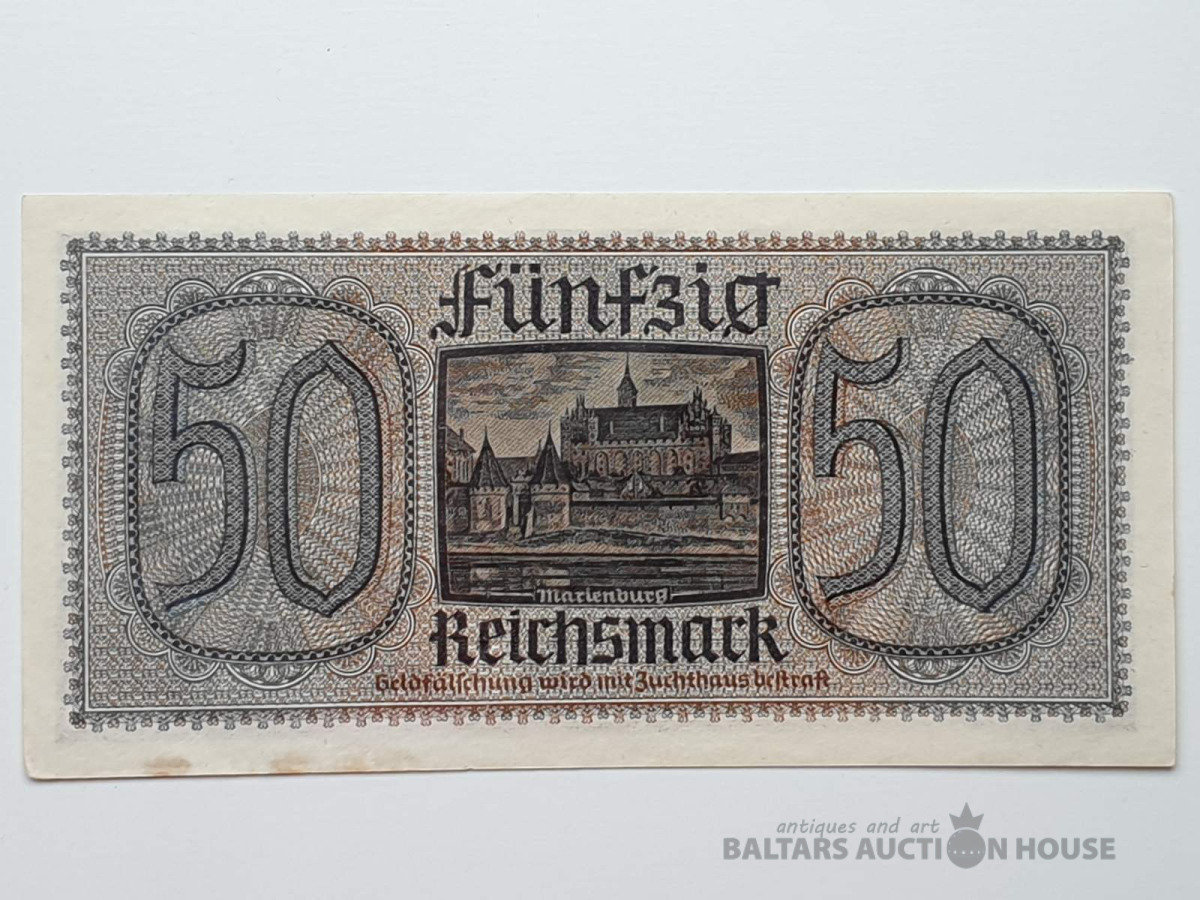 Fünfzig
50
50
Marienburg
Reichsmark
Geldfälschung wird mit Zuchthaus bestraft
antiques and art
BALTARS AUCTION HOUSE